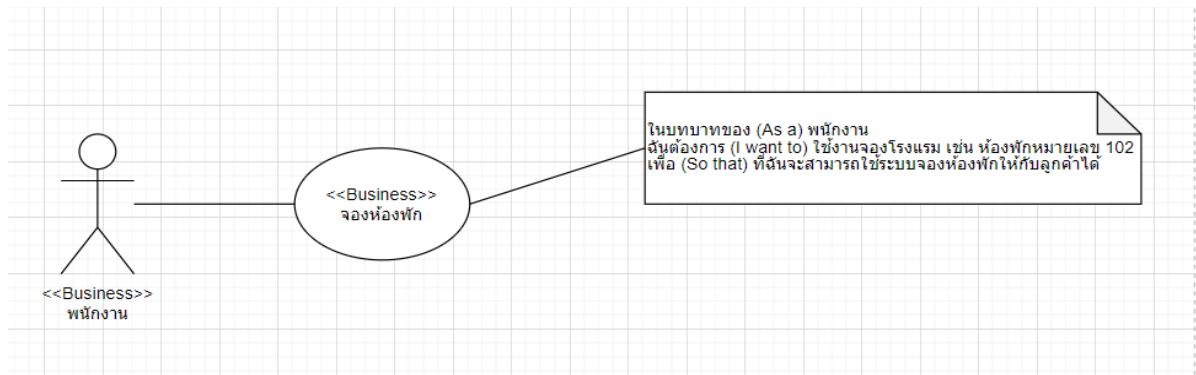 ในบทบาทของ (As a) พนักงาน
ฉันต้องการ (I want to) ใช้งานจองโรงแรม เช่น ห้องพักหมายเลข 102
เพื่อ (So that) ที่ฉันจะสามารถใช้ระบบจองห้องพักให้กับลูกค้าได้
<<Business>>
จองห้องพัก
<<Business>>
พนักงาน